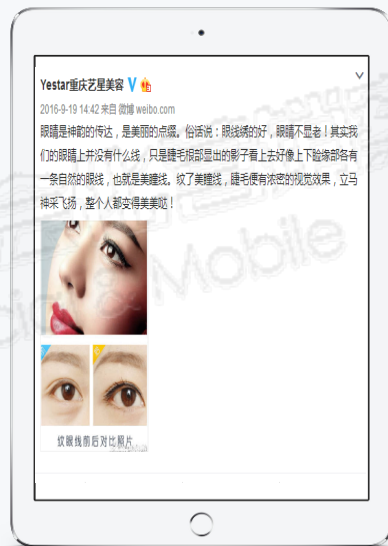 Yestar重庆艺星美容
2016-9-19 14:42 来自 微博 weibo.com
眼睛是神韵的传达，是美丽的点缀。俗话说：眼线绣的好，眼睛不显老！其实我
们的眼睛上并没有什么线，只是睫毛根部显出的影子看上去好像上下睑缘部各有
一条自然的眼线，也就是美瞳线。纹了美瞳线，睫毛便有浓密的视觉效果，立马
神采飞扬，整个人都变得美美哒！
Mobile
纹眼线前后对比照片